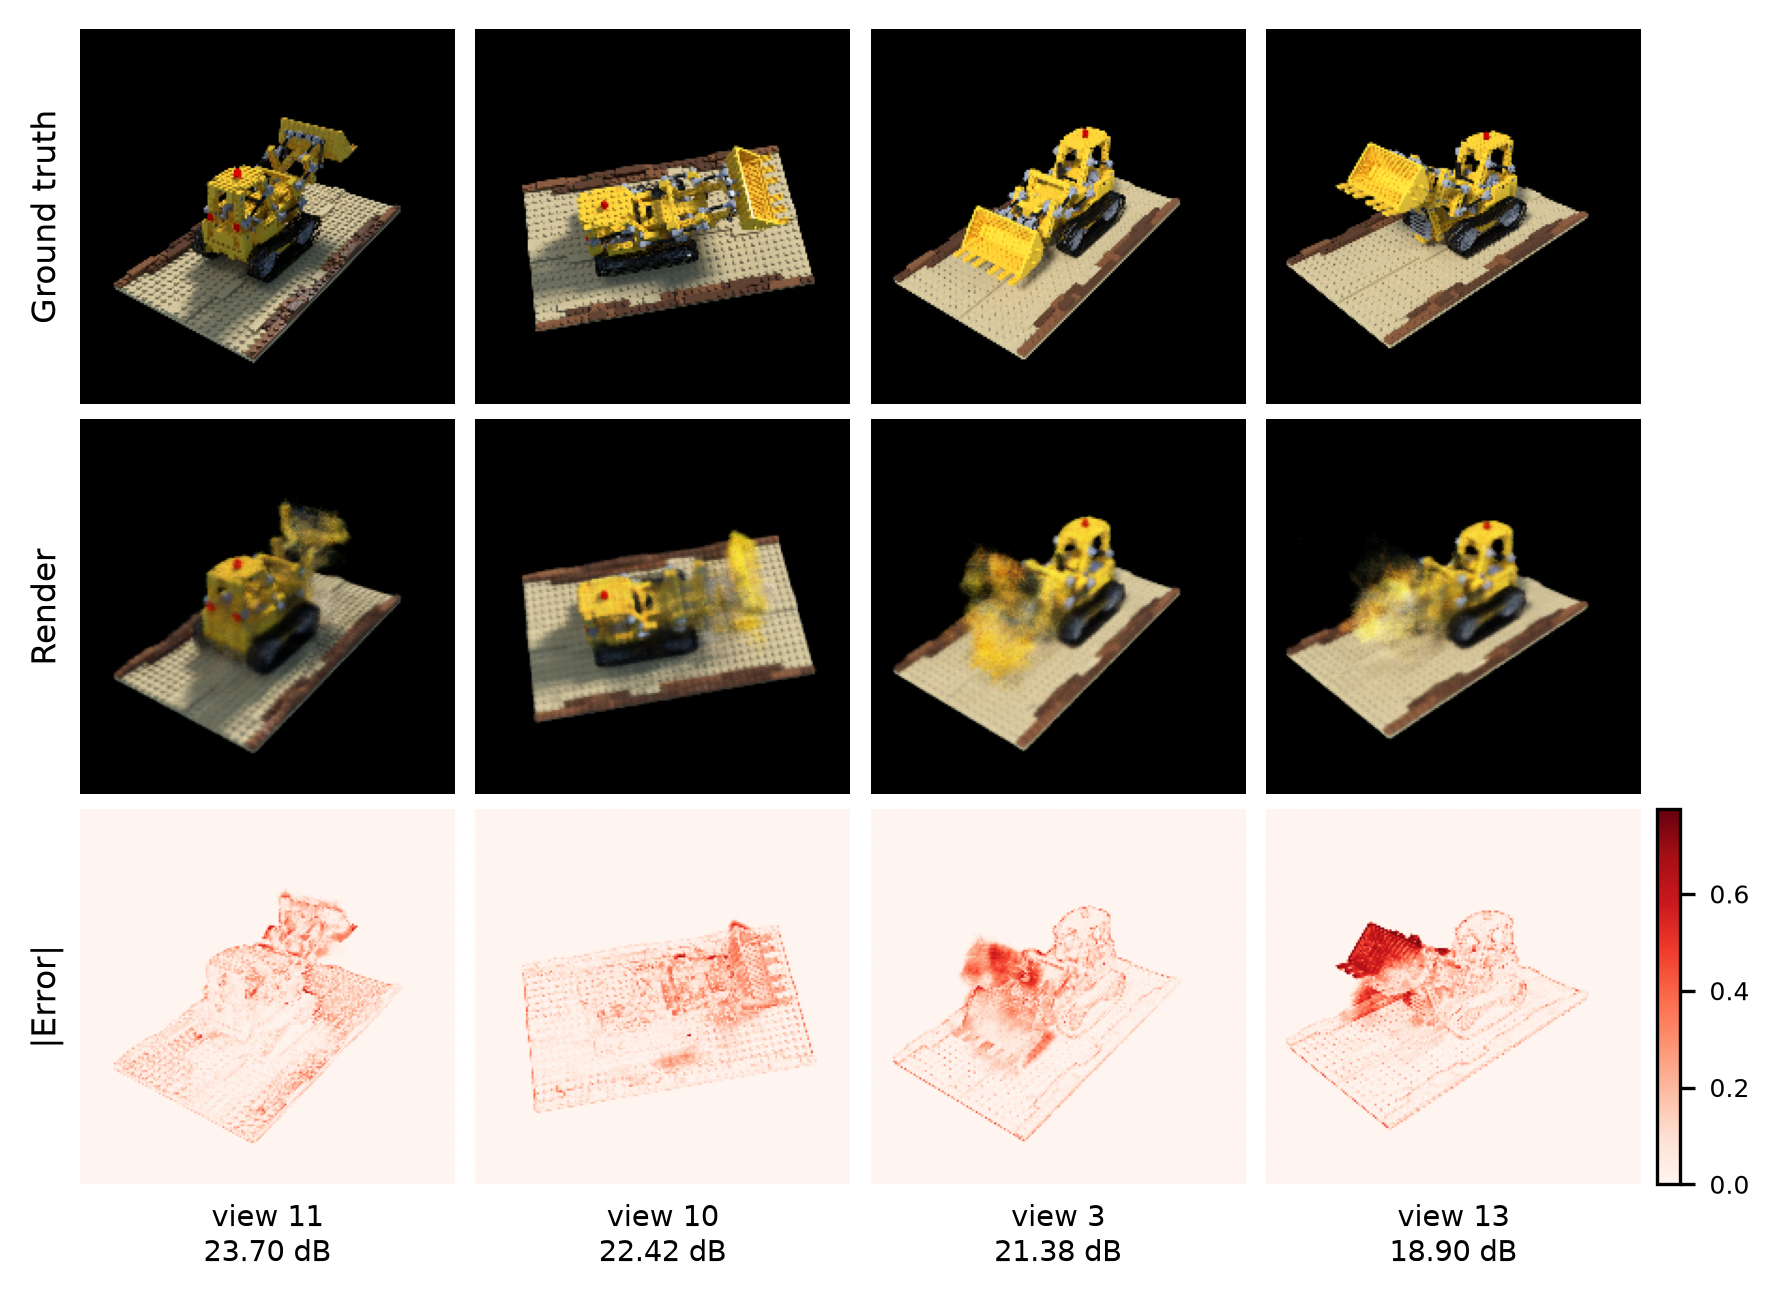 Ground truth
Render
|Error|
0.6
0.4
0.2
0.0
view 11
23.70 dB
view 10
22.42 dB
view 3
21.38 dB
view 13
18.90 dB